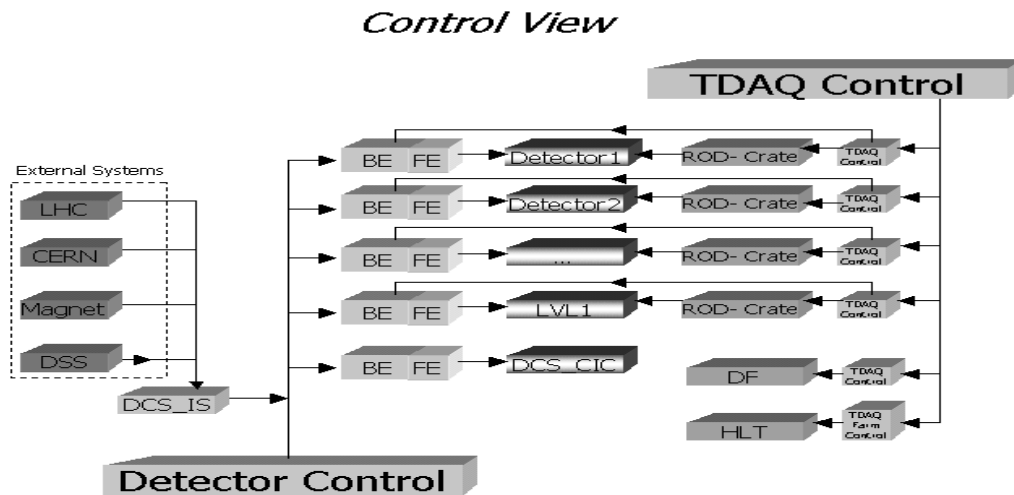 Control View
TDAQ Control
External Systems
LHC
CERN
Magnet
DSS
DCS_IS
BE FE Detector1 ROD- Crate TDAQ
Control
BE FE Detector2 ROD- Crate TDAQ
Control
BE FE ... ROD- Crate TDAQ
Control
BE FE LVL1 ROD- Crate TDAQ
Control
BE FE DCS_CIC
DF TDAQ
Control
HLT TDAQ
Farm
Control
Detector Control